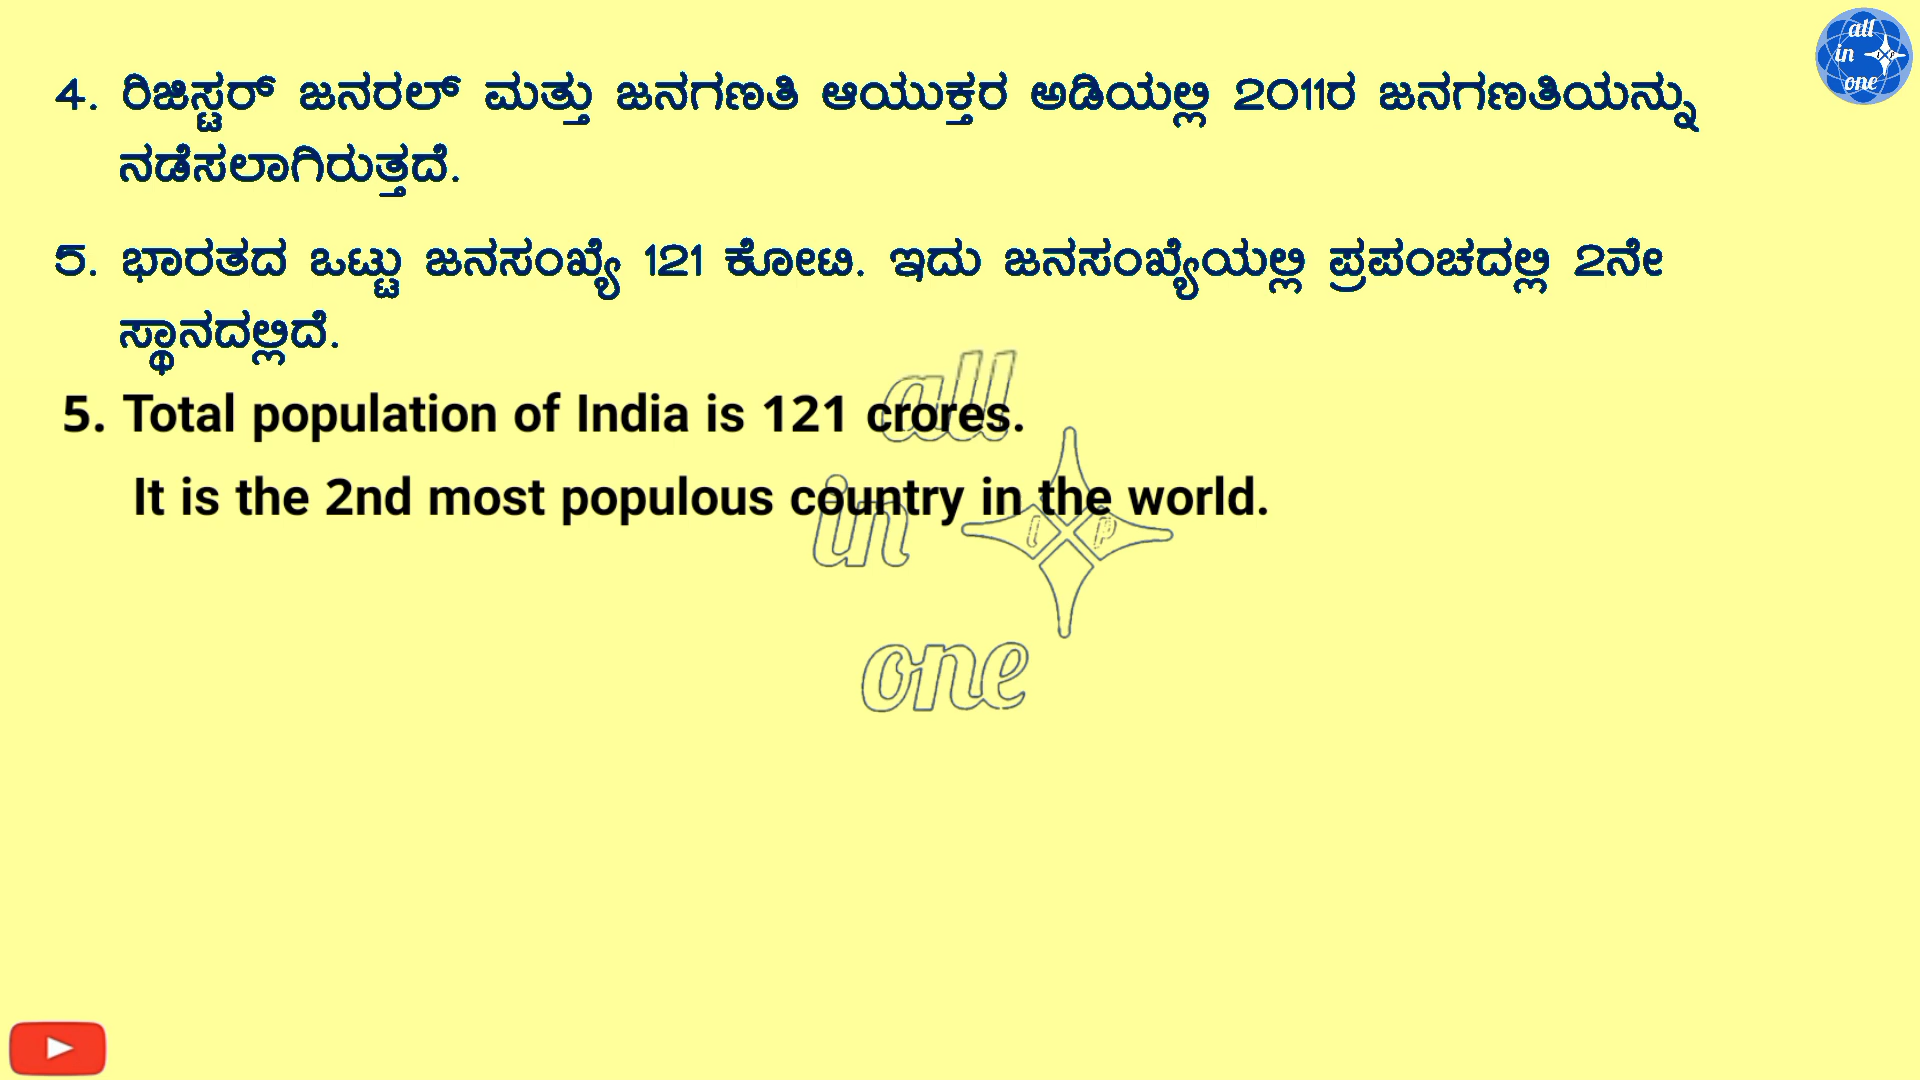 all
in
one
4. ರಿಜಿಸ್ಟರ್ ಜನರಲ್ ಮತ್ತು ಜನಗಣತಿ ಆಯುಕ್ತರ ಅಡಿಯಲ್ಲಿ 2011ರ ಜನಗಣತಿಯನ್ನು
ನಡೆಸಲಾಗಿರುತ್ತದೆ.
5. ಭಾರತದ ಒಟ್ಟು ಜನಸಂಖ್ಯೆ 121 ಕೋಟಿ. ಇದು ಜನಸಂಖ್ಯೆಯಲ್ಲಿ ಪ್ರಪಂಚದಲ್ಲಿ 2ನೇ
ಸ್ಥಾನದಲ್ಲಿದೆ.
5. Total population of India is 121 crores.
It is the 2nd most populous country in the world.
all
in
I P
one